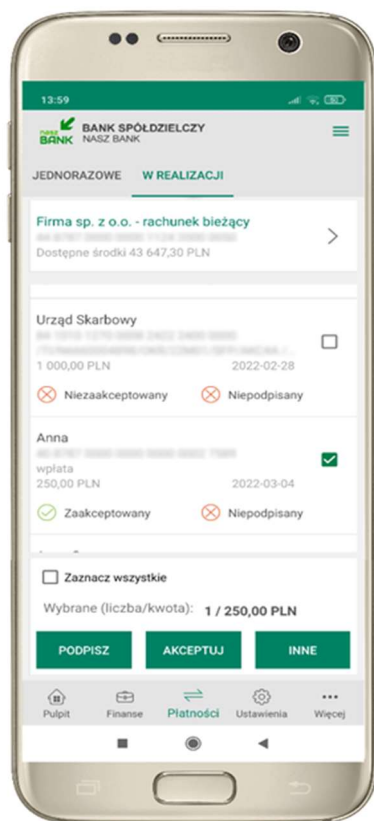 13:59
NASZ BANK
BANK SPÓŁDZIELCZY
NASZ BANK
JEDNORAZOWE W REALIZACJI
Firma sp. z o.o. - rachunek bieżący
Dostępne środki 43 647,30 PLN
Urząd Skarbowy
1 000,00 PLN 2022-02-28
Niezaakceptowany Niepodpisany
Anna
wpłata
250,00 PLN 2022-03-04
Zaakceptowany Niepodpisany
Zaznacz wszystkie
Wybrane (liczba/kwota): 1 / 250,00 PLN
PODPISZ AKCEPTUJ INNE
Pulpit Finanse Płatności Ustawienia Więcej